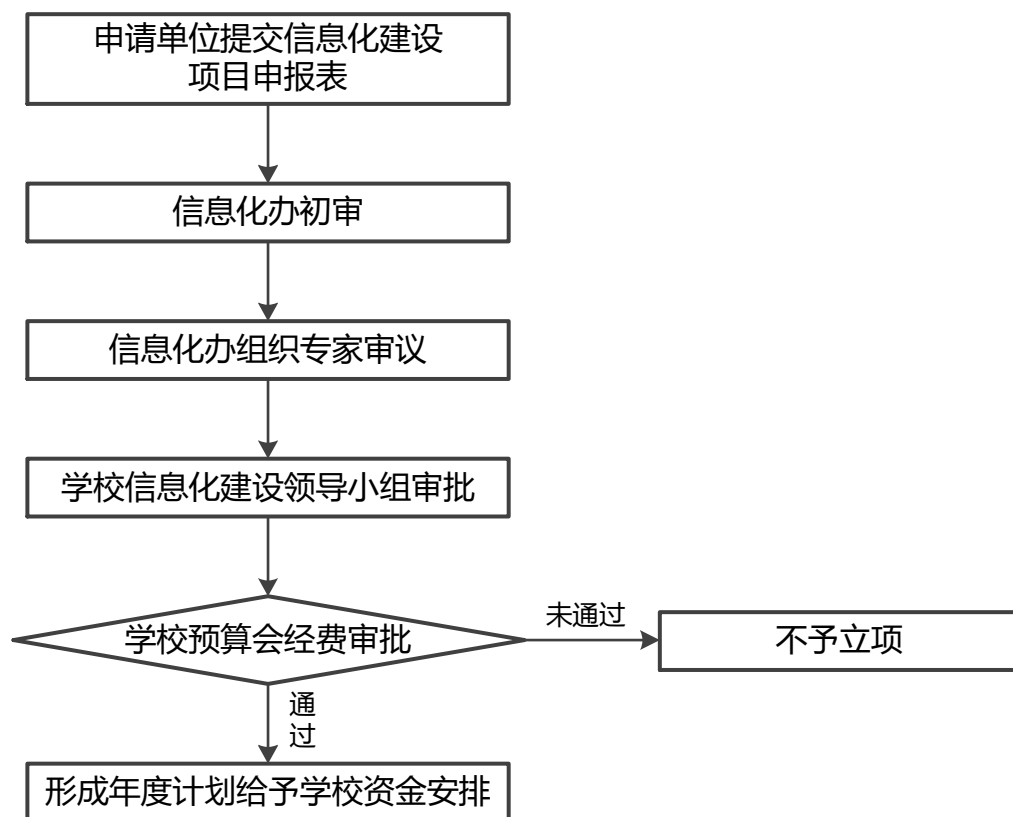 申请单位提交信息化建设
项目申报表
信息化办初审
信息化办组织专家审议
学校信息化建设领导小组审批
学校预算会经费审批
未通过
不予立项
通
过
形成年度计划给予学校资金安排